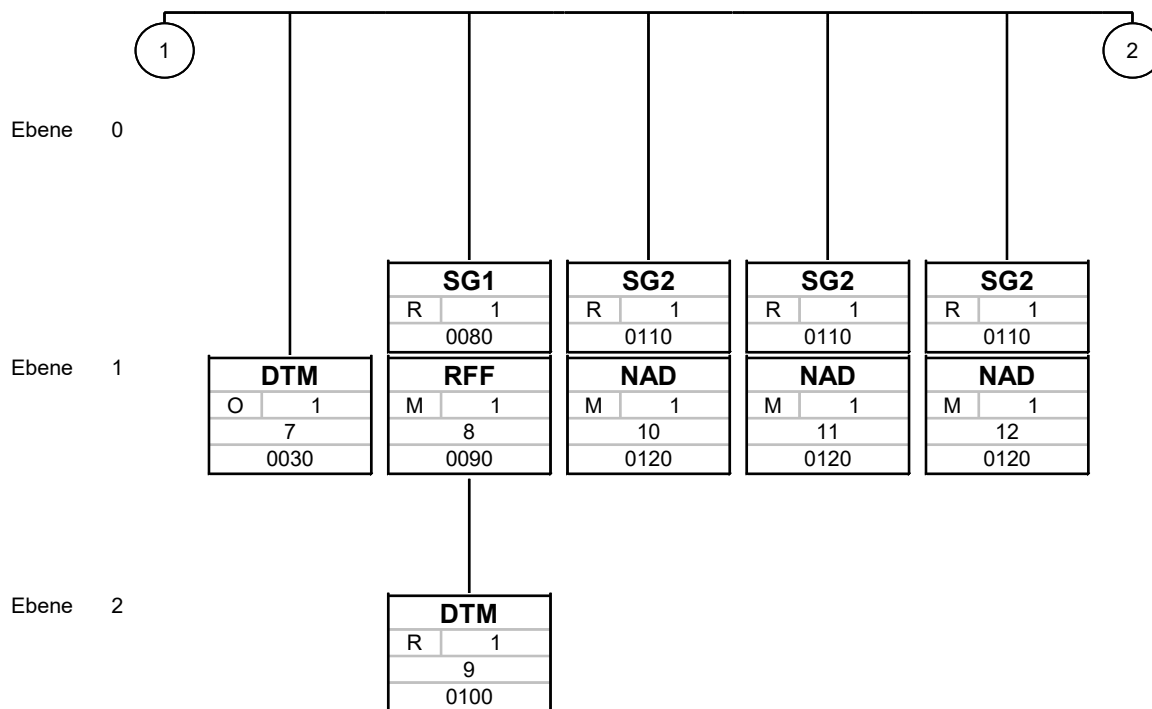 1 2
Ebene 0
SG1 SG2 SG2 SG2
R 1 R 1 R 1 R 1
0080 0110 0110 0110
Ebene 1 DTM RFF NAD NAD NAD
O 1 M 1 M 1 M 1 M 1
7 8 10 11 12
0030 0090 0120 0120 0120
Ebene 2 DTM
R 1
9
0100